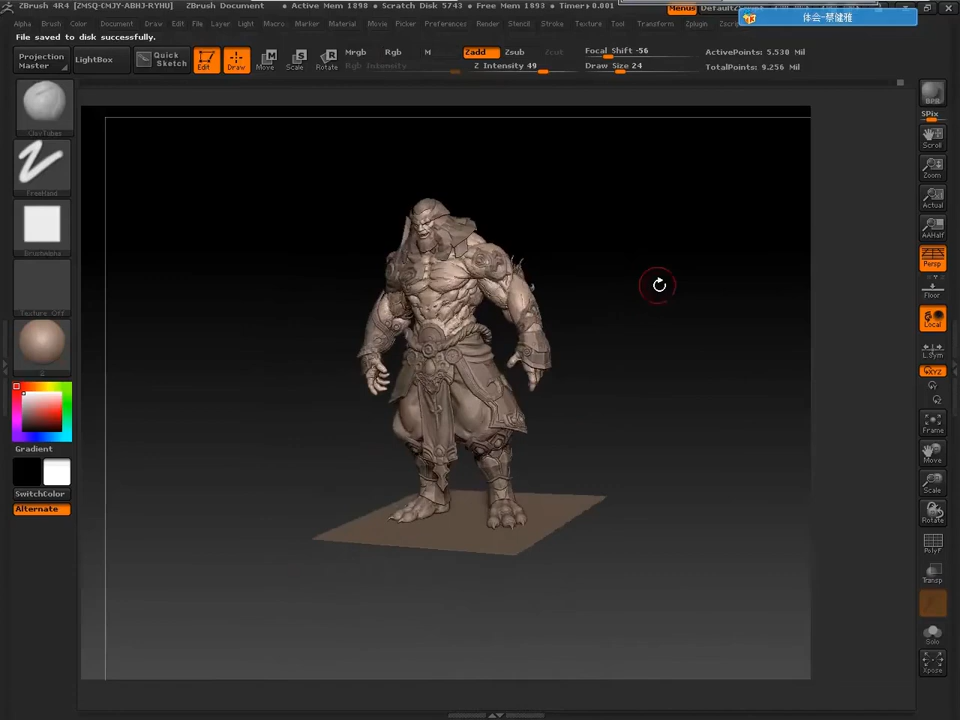 ZBrush 4R4 [ZMSQ-CMJY-ABHJ-RYHU] ZBrush Document • Active Mem 1898 • Scratch Disk 5743 • Free Mem 1893 • Timer▸0.001 Menus
体会-蔡健雅
Alpha Brush Color Document Draw Edit File Layer Light Macro Marker Material Movie Picker Preferences Render Stencil Stroke Texture Tool Transform Zplugin
File saved to disk successfully.
Projection Master
LightBox
Quick Sketch
Edit
Draw
Move
Scale
Rotate
Mrgb Rgb M
Rgb Intensity
Zadd Zsub Zcut
Z Intensity 49
Focal Shift -56
Draw Size 24
ActivePoints: 5.530 Mil
TotalPoints: 9.256 Mil
ClayTubes
FreeHand
BrushAlpha
Texture Off
Gradient
SwitchColor
Alternate
BPR
SPix
Scroll
Zoom
Actual
AAHalf
Persp
Floor
Local
L.Sym
XYZ
Frame
Move
Scale
Rotate
PolyF
Transp
Solo
Xpose